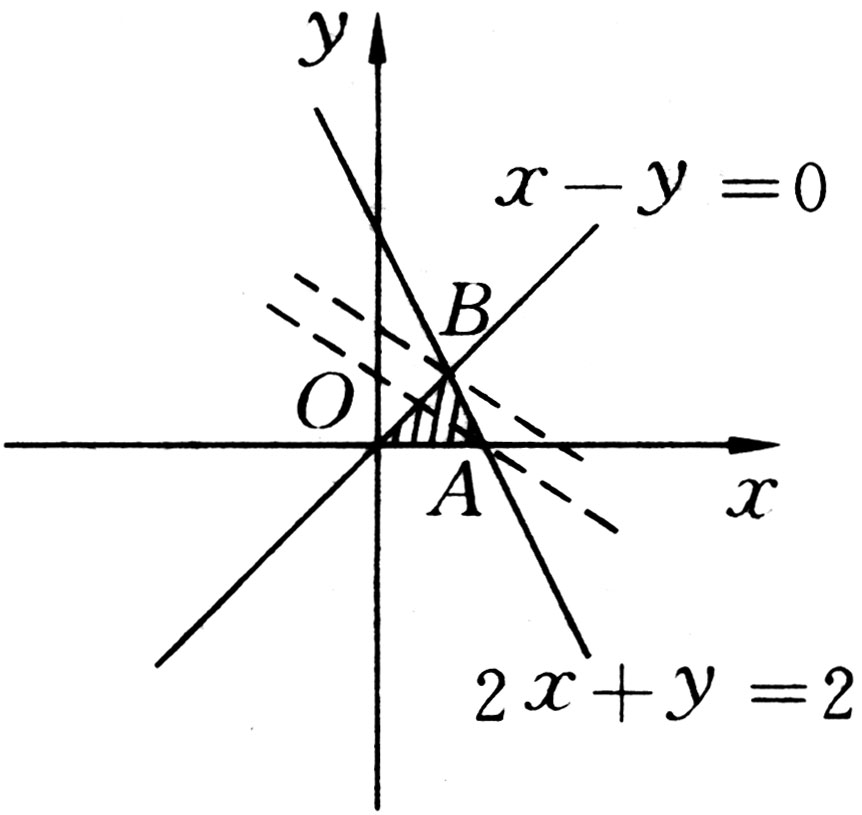 y
x − y = 0
B
O
A
x
2x + y = 2